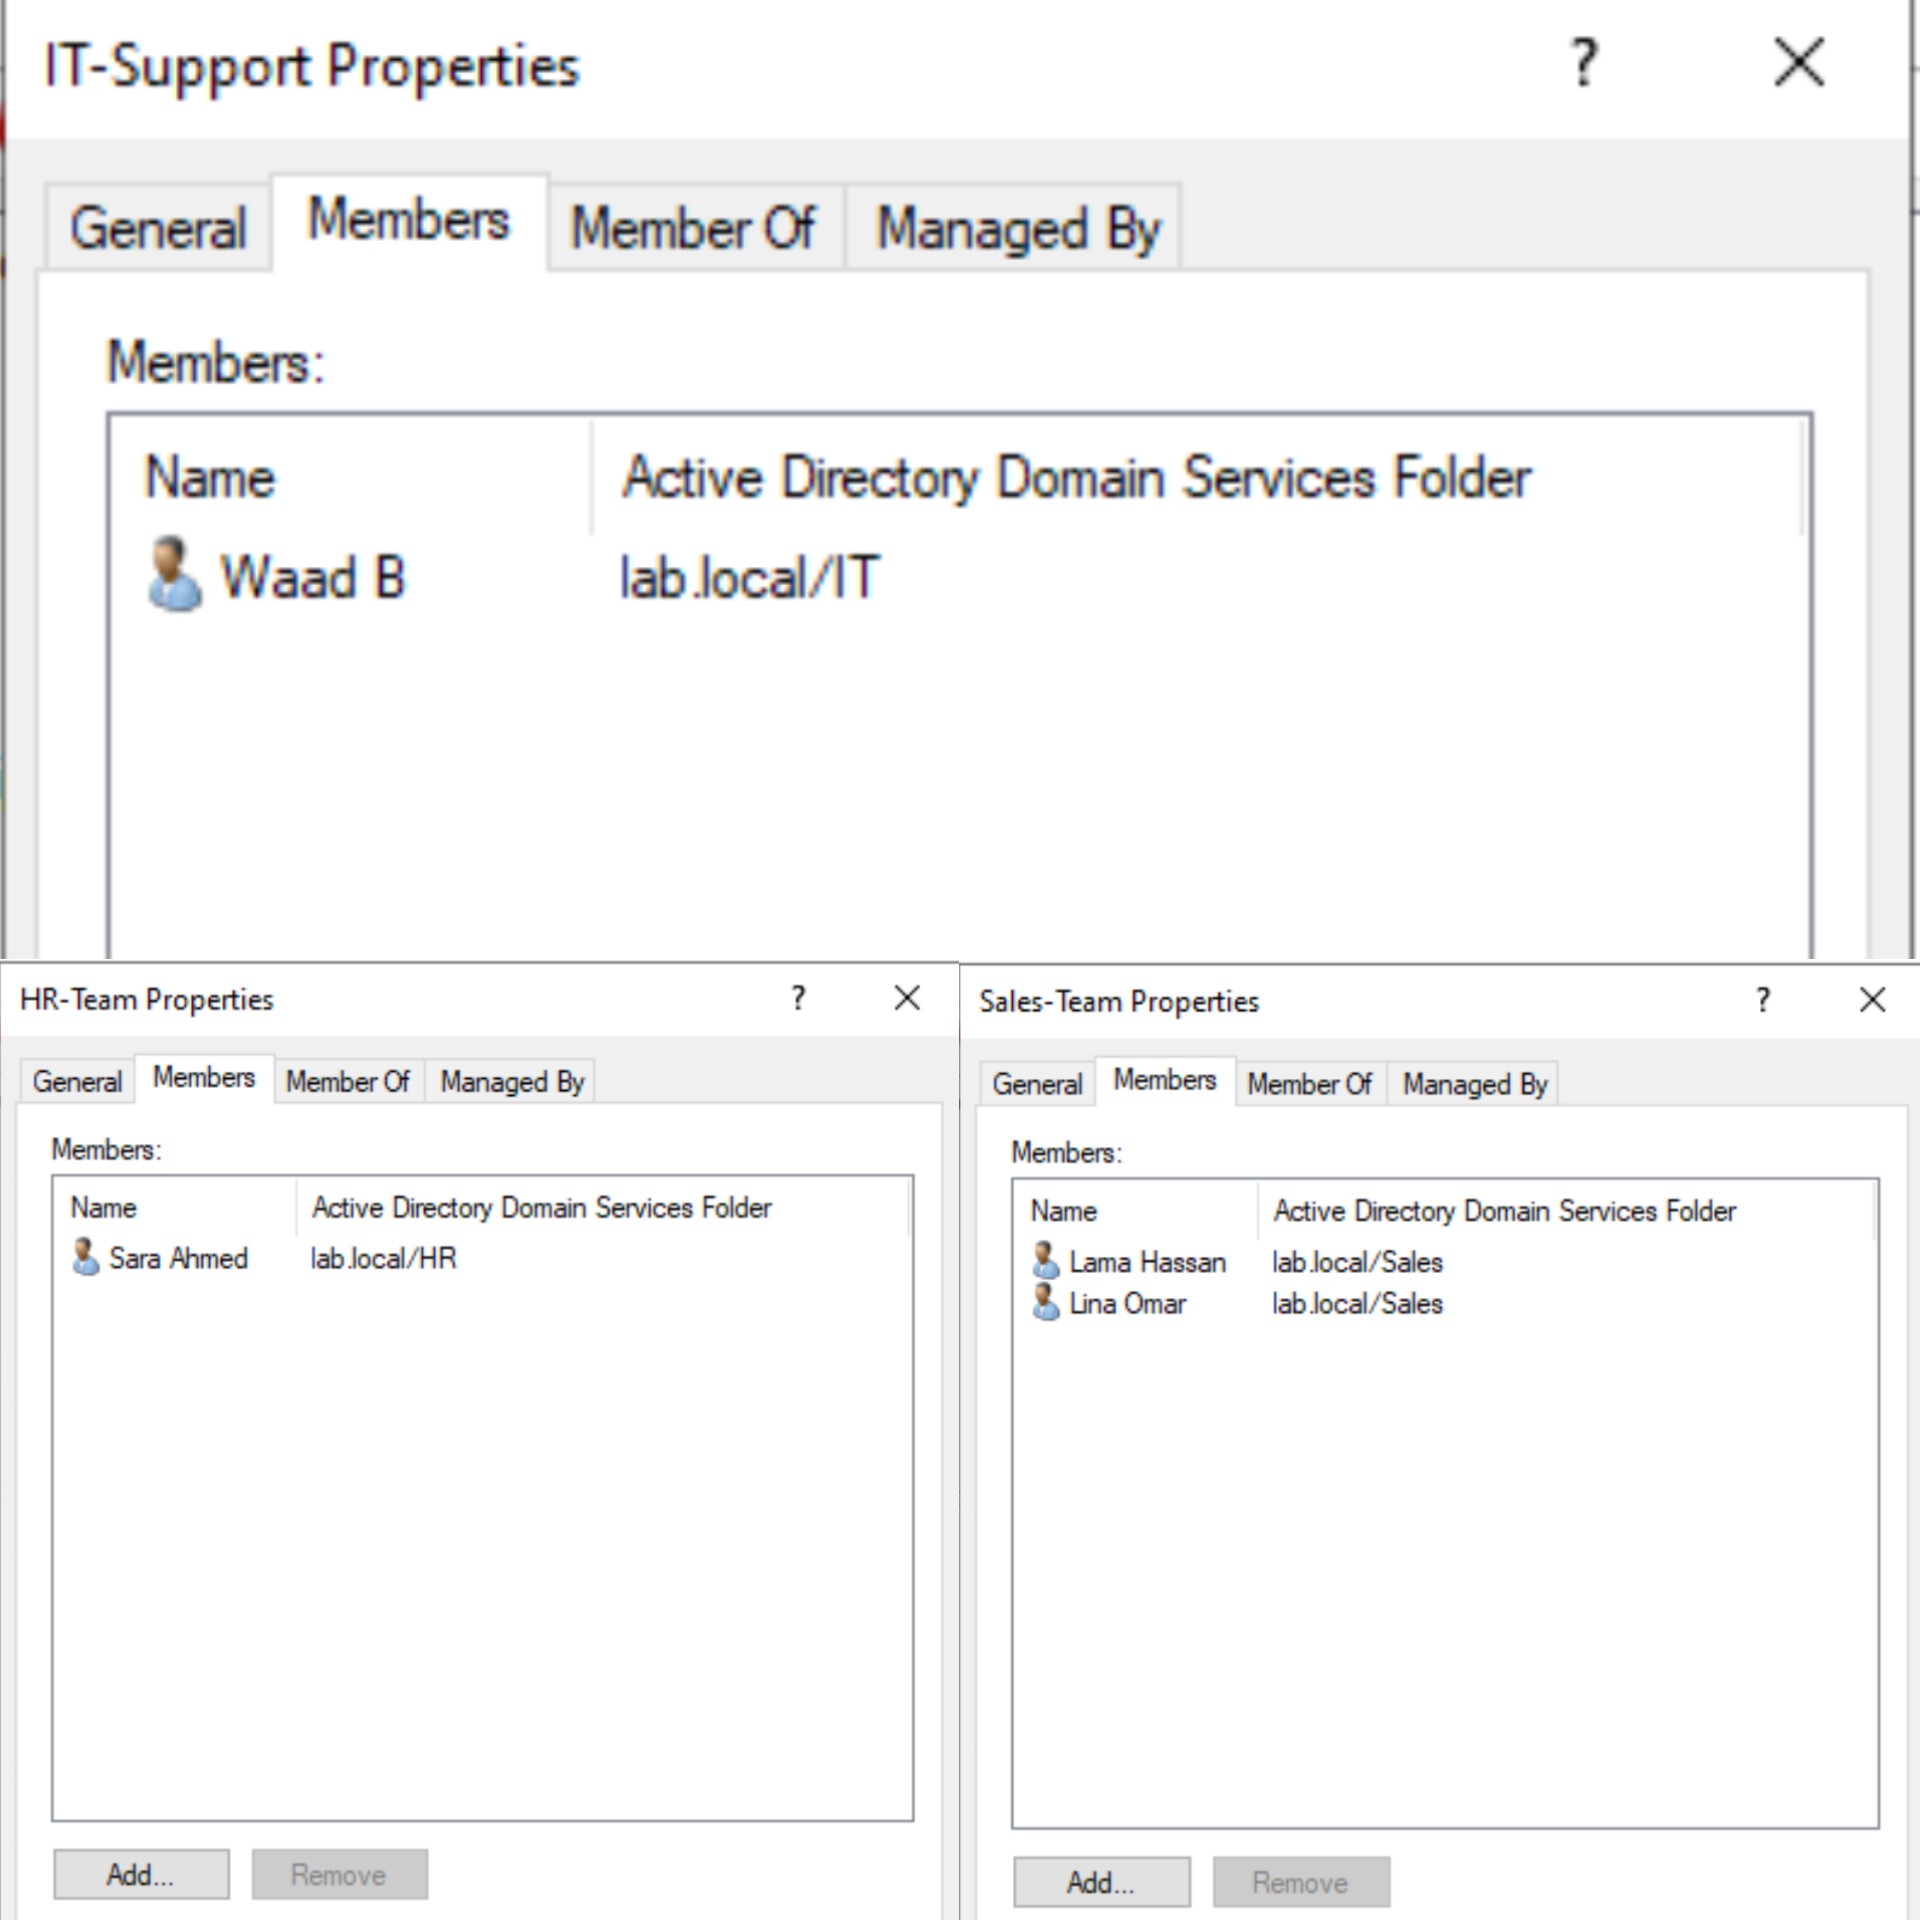 IT-Support Properties ?
General Members Member Of Managed By
Members:
Name Active Directory Domain Services Folder
Waad B lab.local/IT
HR-Team Properties ?
General Members Member Of Managed By
Members:
Name Active Directory Domain Services Folder
Sara Ahmed lab.local/HR
Add... Remove
Sales-Team Properties ?
General Members Member Of Managed By
Members:
Name Active Directory Domain Services Folder
Lama Hassan lab.local/Sales
Lina Omar lab.local/Sales
Add... Remove